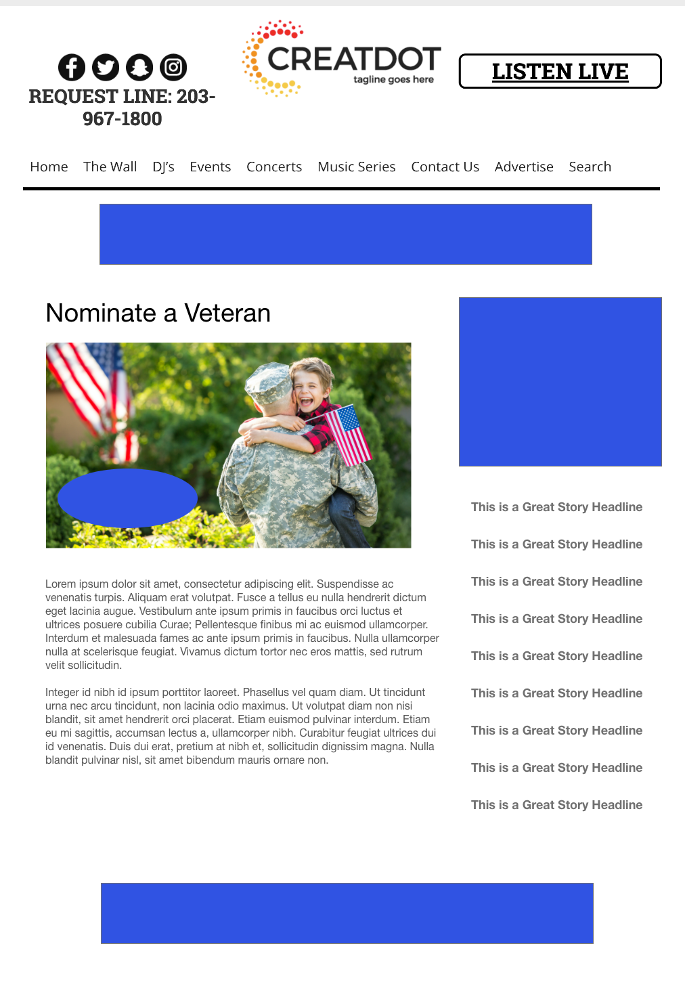 CREATDOT
tagline goes here
REQUEST LINE: 203-
967-1800
LISTEN LIVE
Home The Wall DJ’s Events Concerts Music Series Contact Us Advertise Search
Nominate a Veteran
Lorem ipsum dolor sit amet, consectetur adipiscing elit. Suspendisse ac
venenatis turpis. Aliquam erat volutpat. Fusce a tellus eu nulla hendrerit dictum
eget lacinia augue. Vestibulum ante ipsum primis in faucibus orci luctus et
ultrices posuere cubilia Curae; Pellentesque finibus mi ac euismod ullamcorper.
Interdum et malesuada fames ac ante ipsum primis in faucibus. Nulla ullamcorper
nulla at scelerisque feugiat. Vivamus dictum tortor nec eros mattis, sed rutrum
velit sollicitudin.
Integer id nibh id ipsum porttitor laoreet. Phasellus vel quam diam. Ut tincidunt
urna nec arcu tincidunt, non lacinia odio maximus. Ut volutpat diam non nisi
blandit, sit amet hendrerit orci placerat. Etiam euismod pulvinar interdum. Etiam
eu mi sagittis, accumsan lectus a, ullamcorper nibh. Curabitur feugiat ultrices dui
id venenatis. Duis dui erat, pretium at nibh et, sollicitudin dignissim magna. Nulla
blandit pulvinar nisl, sit amet bibendum mauris ornare non.
This is a Great Story Headline
This is a Great Story Headline
This is a Great Story Headline
This is a Great Story Headline
This is a Great Story Headline
This is a Great Story Headline
This is a Great Story Headline
This is a Great Story Headline
This is a Great Story Headline